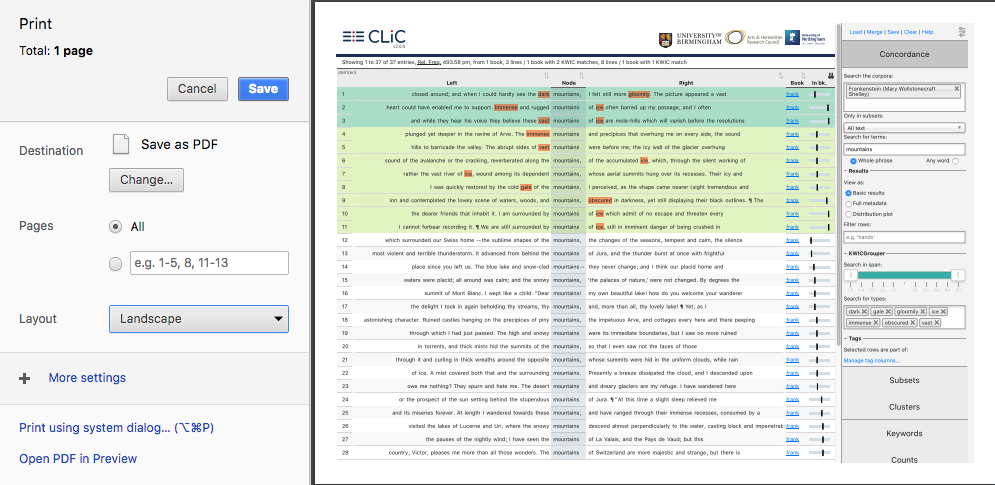 Print
Total: 1 page
Cancel
Save
Destination
Save as PDF
Change...
Pages
All
e.g. 1-5, 8, 11-13
Layout
Landscape
More settings
Print using system dialog... (⌥⌘P)
Open PDF in Preview
CLiC
v2.0.0
UNIVERSITY OF BIRMINGHAM
Arts & Humanities Research Council
University of Nottingham
Showing 1 to 37 of 37 entries, Rel. Freq. 493.58 pm, from 1 book, 3 lines / 1 book with 2 KWIC matches, 8 lines / 1 book with 1 KWIC match
Left Node Right Book In bk.
1 closed around; and when I could hardly see the dark mountains, I felt still more gloomily. The picture appeared a vast frank
2 heart could have enabled me to support. Immense and rugged mountains of ice often barred up my passage, and I often frank
3 and while they hear his voice they believe these vast mountains of ice are mole-hills which will vanish before the resolutions frank
4 plunged yet deeper in the ravine of Arve. The immense mountains and precipices that overhung me on every side, the sound frank
5 hills to barricade the valley. The abrupt sides of vast mountains were before me; the icy wall of the glacier overhung frank
6 sound of the avalanche or the cracking, reverberated along the mountains of the accumulated ice, which, through the silent working of frank
7 rather the vast river of ice, wound among its dependent mountains, whose aerial summits hung over its recesses. Their icy and frank
8 I was quickly restored by the cold gale of the mountains. I perceived, as the shape came nearer (sight tremendous and frank
9 inn and contemplated the lovely scene of waters, woods, and mountains, obscured in darkness, yet still displaying their black outlines. ¶ The frank
10 the dearer friends that inhabit it. I am surrounded by mountains of ice which admit of no escape and threaten every frank
11 I cannot forbear recording it. ¶ We are still surrounded by mountains of ice, still in imminent danger of being crushed in frank
12 which surrounded our Swiss home --the sublime shapes of the mountains, the changes of the seasons, tempest and calm, the silence frank
13 most violent and terrible thunderstorm. It advanced from behind the mountains of Jura, and the thunder burst at once with frightful frank
14 place since you left us. The blue lake and snow-clad mountains-- they never change; and I think our placid home and frank
15 waters were placid; all around was calm; and the snowy mountains, 'the palaces of nature,' were not changed. By degrees the frank
16 summit of Mont Blanc. I wept like a child. "Dear mountains! my own beautiful lake! how do you welcome your wanderer frank
17 the delight I took in again beholding thy streams, thy mountains, and, more than all, thy lovely lake! ¶ Yet, as I frank
18 astonishing character. Ruined castles hanging on the precipices of piny mountains, the impetuous Arve, and cottages every here and there peeping frank
19 through which I had just passed. The high and snowy mountains were its immediate boundaries, but I saw no more ruined frank
20 in torrents, and thick mists hid the summits of the mountains, so that I even saw not the faces of those frank
21 through it and curling in thick wreaths around the opposite mountains, whose summits were hid in the uniform clouds, while rain frank
22 of ice. A mist covered both that and the surrounding mountains. Presently a breeze dissipated the cloud, and I descended upon frank
23 owe me nothing? They spurn and hate me. The desert mountains and dreary glaciers are my refuge. I have wandered here frank
24 or the prospect of the sun setting behind the stupendous mountains of Jura. ¶ "At this time a slight sleep relieved me frank
25 and its miseries forever. At length I wandered towards these mountains, and have ranged through their immense recesses, consumed by a frank
26 visited the lakes of Lucerne and Uri, where the snowy mountains descend almost perpendicularly to the water, casting black and impenetrab frank
27 the pauses of the nightly wind; I have seen the mountains of La Valais, and the Pays de Vaud; but this frank
28 country, Victor, pleases me more than all those wonders. The mountains of Switzerland are more majestic and strange, but there is frank
Load | Merge | Save | Clear | Help
Concordance
Search the corpora:
Frankenstein (Mary Wollstonecraft Shelley)
Only in subsets:
All text
Search for terms:
mountains
Whole phrase Any word
Results
View as:
Basic results
Full metadata
Distribution plot
Filter rows:
e.g. 'hands'
KWICGrouper
Search in span:
Search for types:
dark gale gloomily ice
immense obscured vast
Tags
Selected rows are part of:
Manage tag columns...
Subsets
Clusters
Keywords
Counts